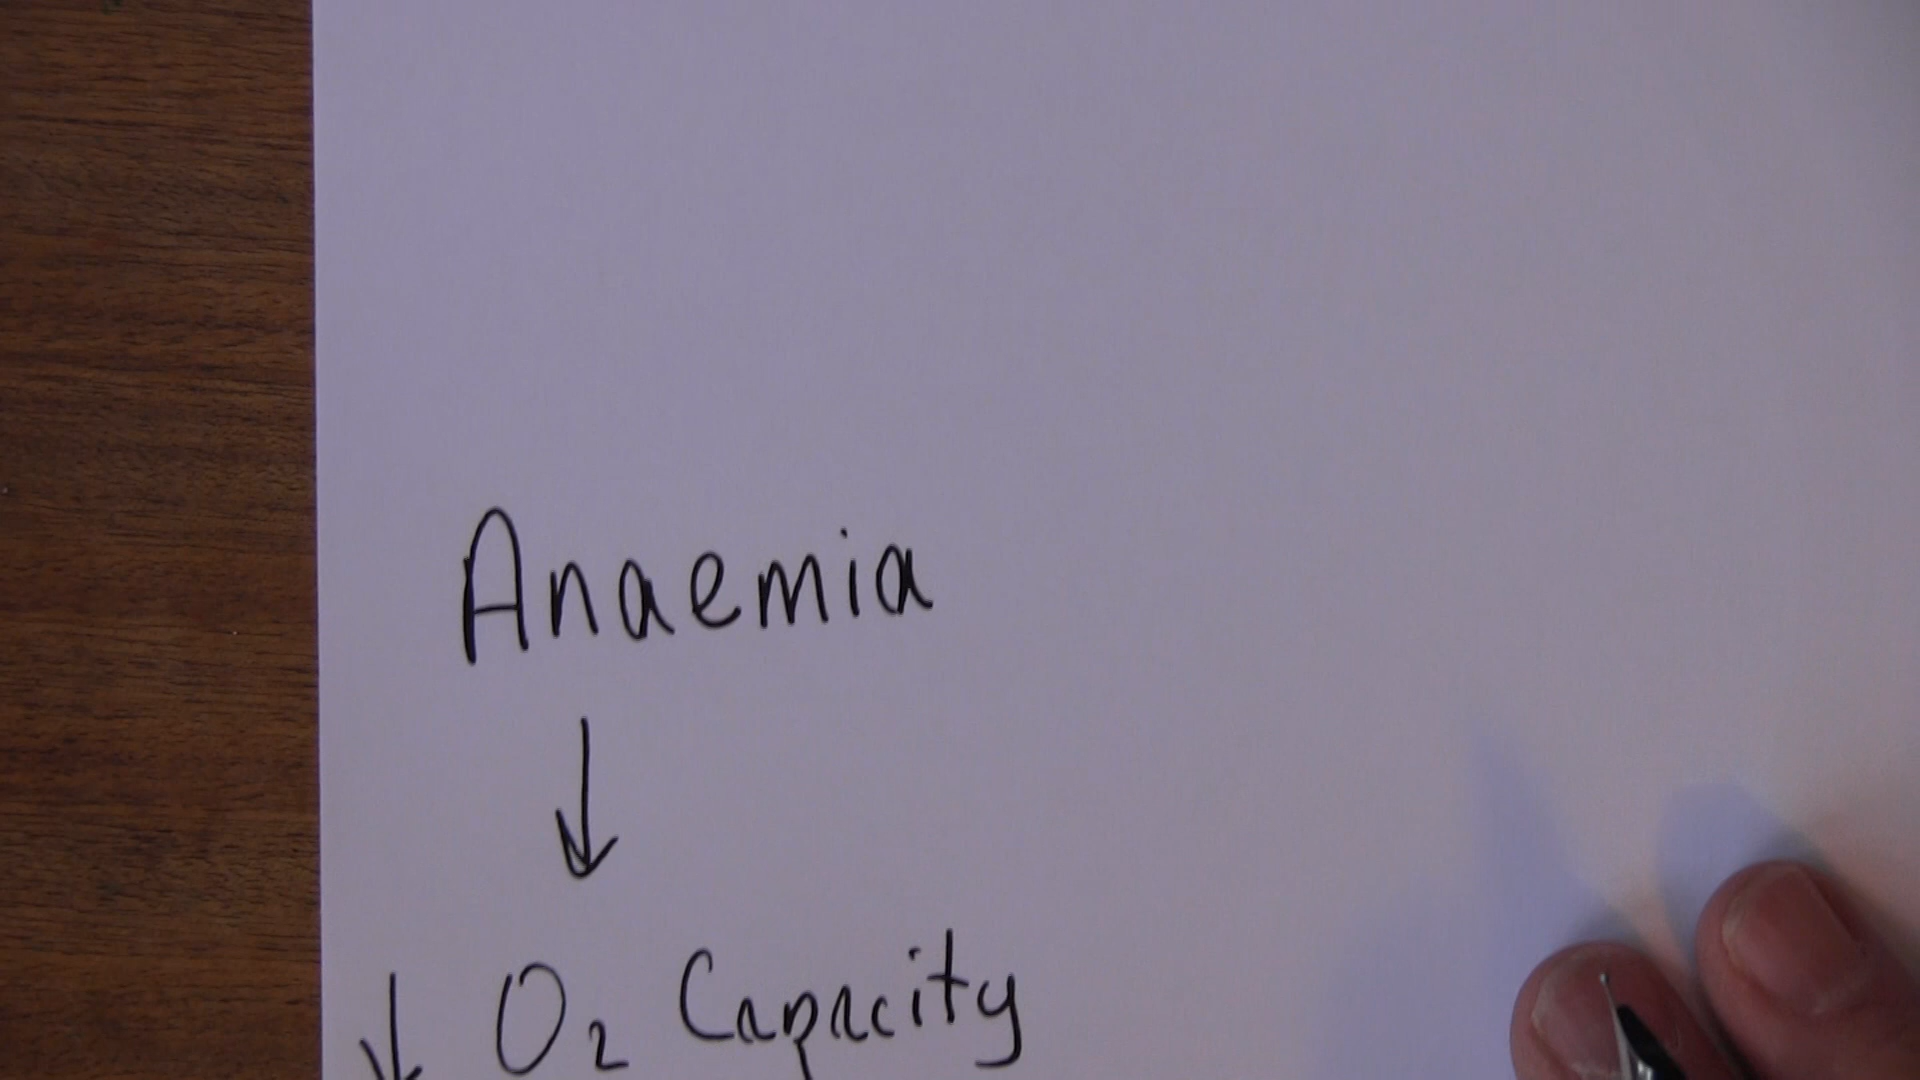 Anaemia
↓
↓ O₂ Capacity